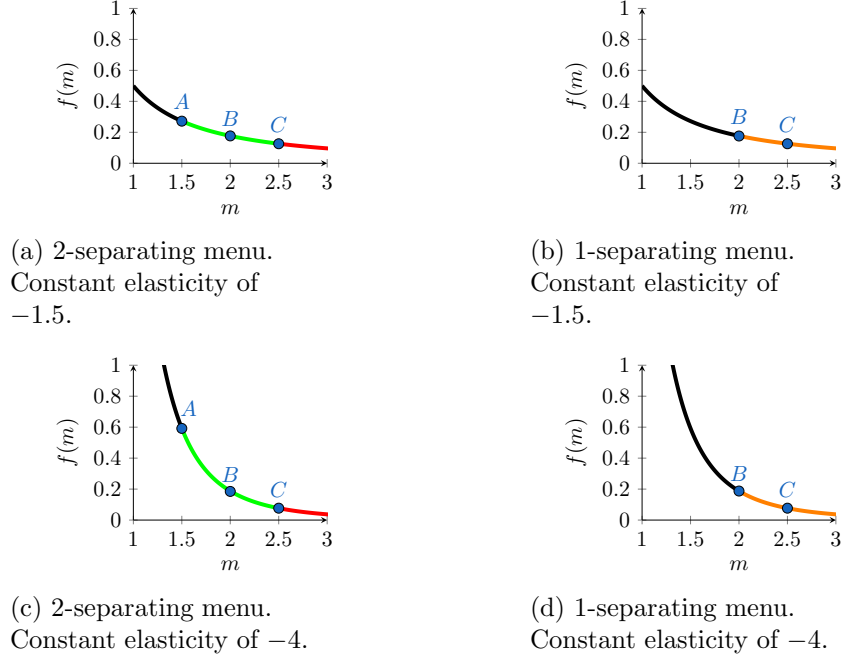 1
0.8
0.6
0.4
0.2
0
f(m)
A
B
C
1 1.5 2 2.5 3
m
(a) 2-separating menu.
Constant elasticity of
−1.5.
1
0.8
0.6
0.4
0.2
0
f(m)
B
C
1 1.5 2 2.5 3
m
(b) 1-separating menu.
Constant elasticity of
−1.5.
1
0.8
0.6
0.4
0.2
0
f(m)
A
B
C
1 1.5 2 2.5 3
m
(c) 2-separating menu.
Constant elasticity of −4.
1
0.8
0.6
0.4
0.2
0
f(m)
B
C
1 1.5 2 2.5 3
m
(d) 1-separating menu.
Constant elasticity of −4.